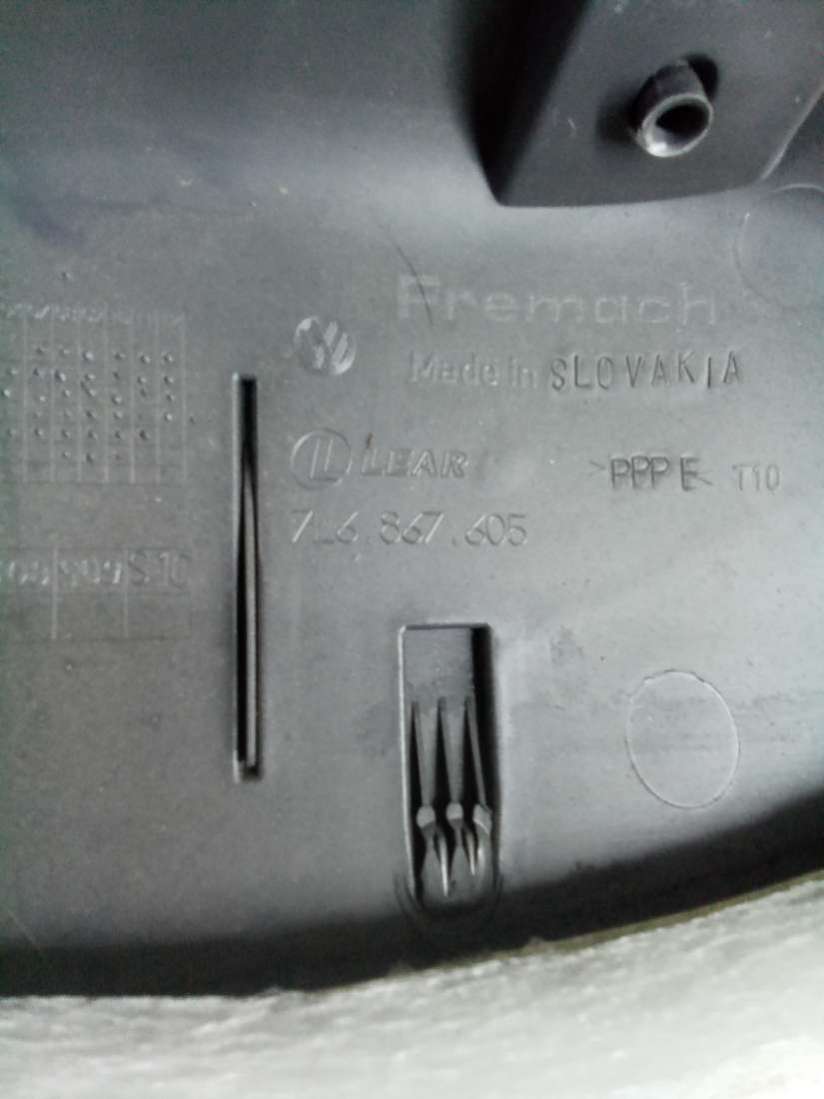 Fremach
Made in SLOVAKIA
LEAR
>PPP E< T10
7L6.867.605